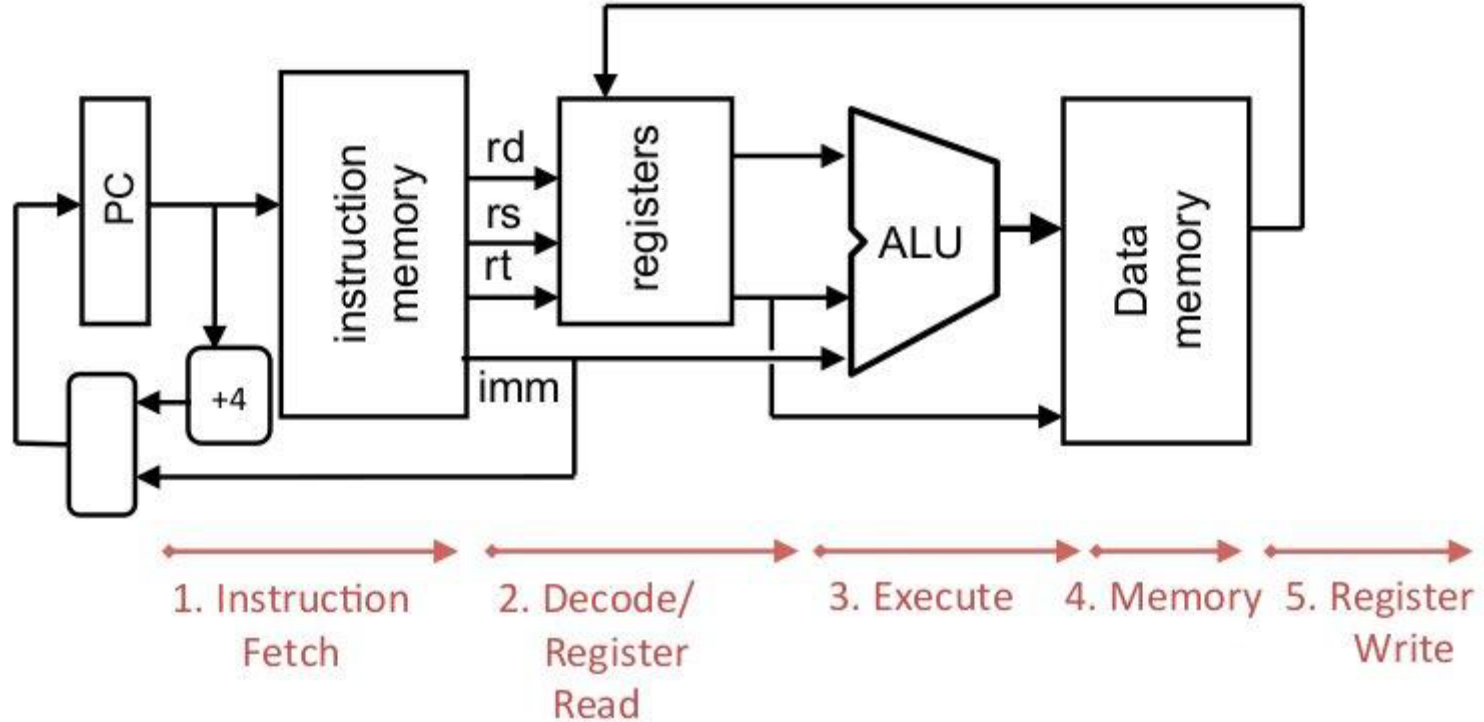 PC
+4
instruction
memory
rd
rs
rt
imm
registers
ALU
Data
memory
1. Instruction
Fetch
2. Decode/
Register
Read
3. Execute
4. Memory
5. Register
Write